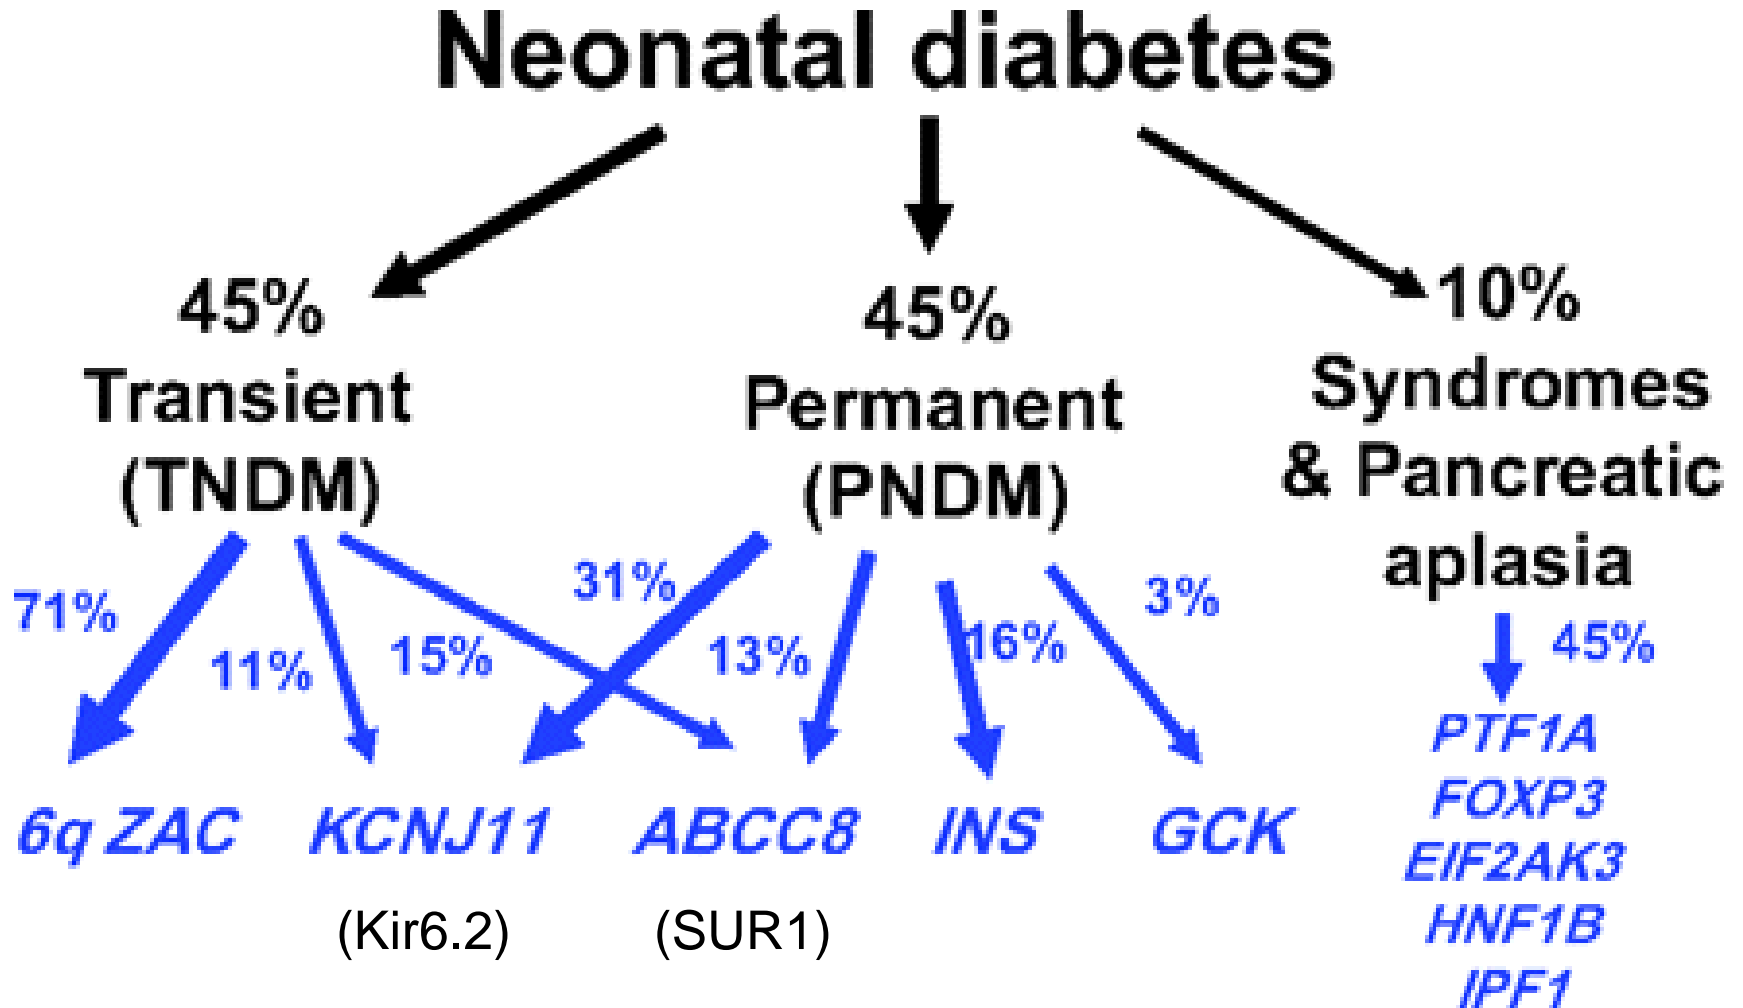 Neonatal diabetes
45%
Transient
(TNDM)
45%
Permanent
(PNDM)
10%
Syndromes
& Pancreatic
aplasia
71%
11%
15%
31%
13%
16%
3%
45%
6q ZAC
KCNJ11
(Kir6.2)
ABCC8
(SUR1)
INS
GCK
PTF1A
FOXP3
EIF2AK3
HNF1B
IPF1